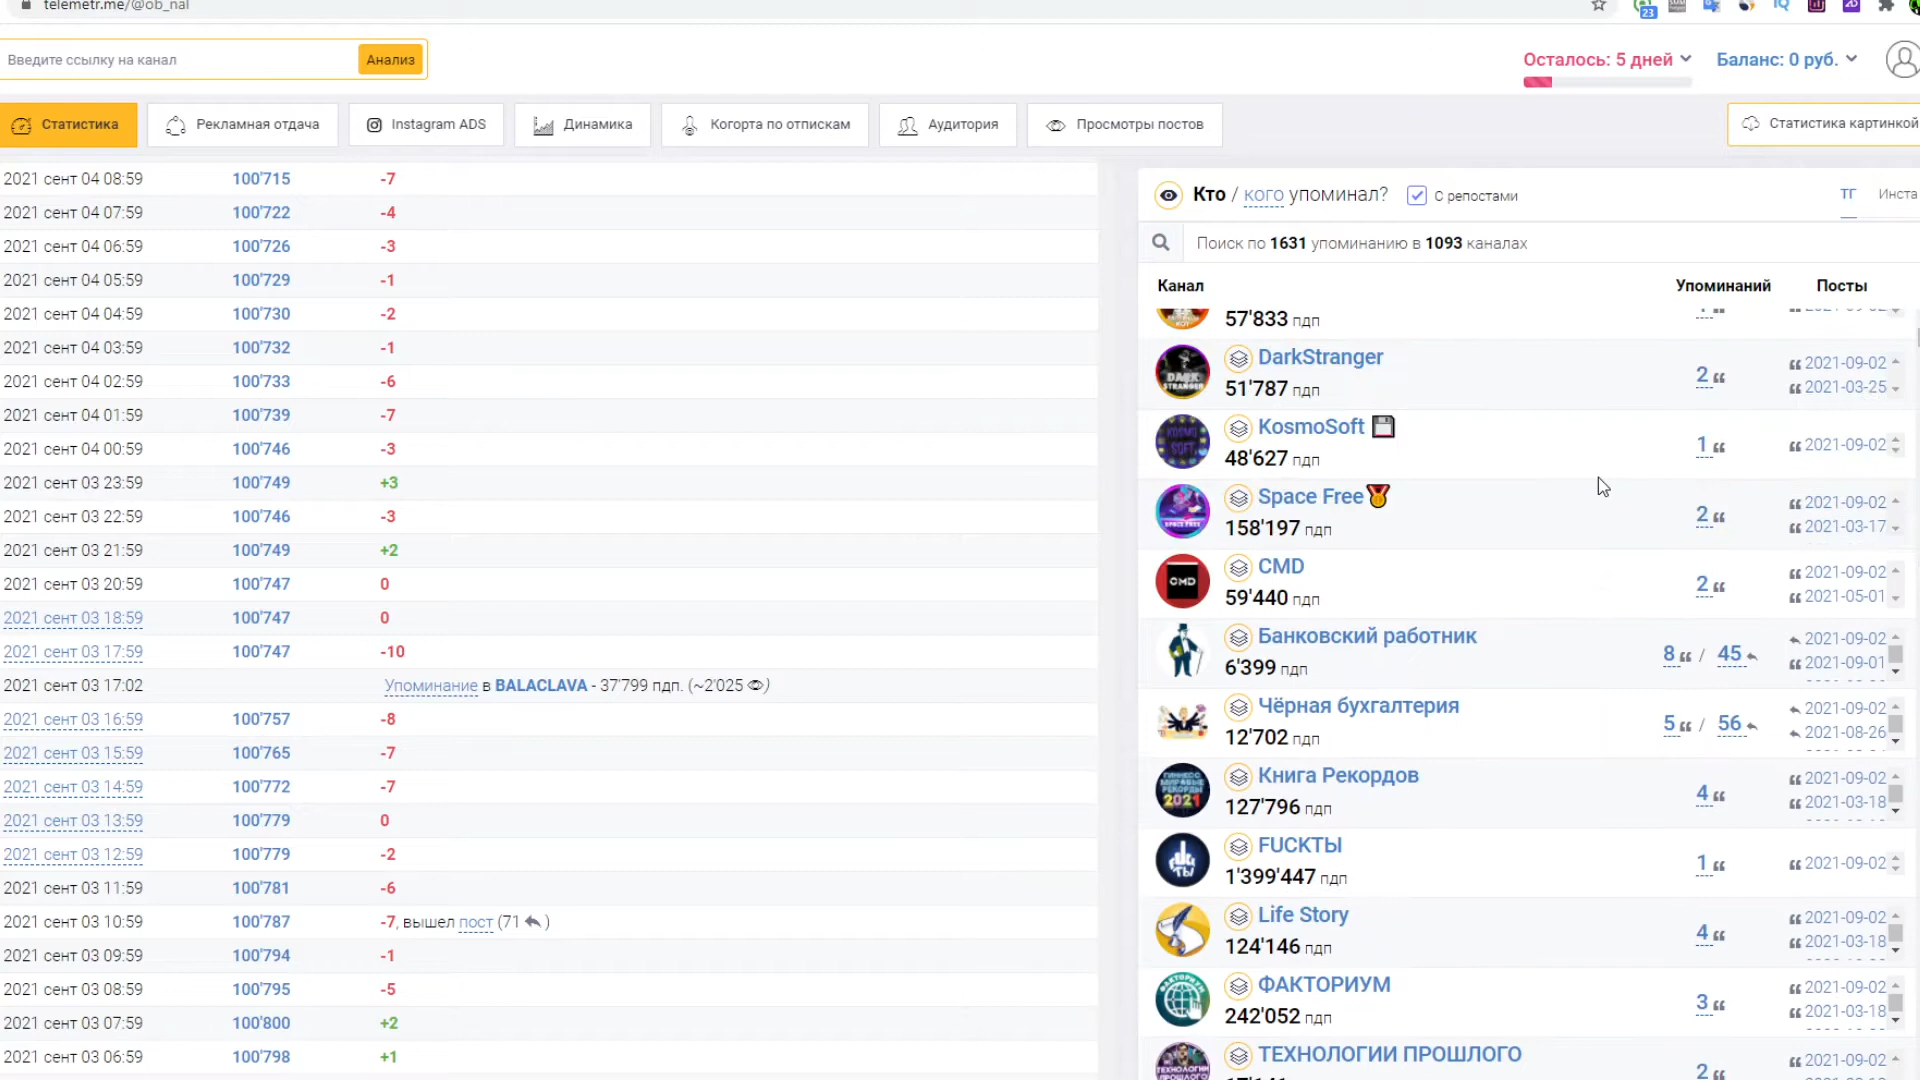 telemetr.me/@ob_nal
23
Введите ссылку на канал
Анализ
Осталось: 5 дней
Баланс: 0 руб.
Статистика
Рекламная отдача
Instagram ADS
Динамика
Когорта по отпискам
Аудитория
Просмотры постов
Статистика картинкой
2021 сент 04 08:59 100'715 -7
2021 сент 04 07:59 100'722 -4
2021 сент 04 06:59 100'726 -3
2021 сент 04 05:59 100'729 -1
2021 сент 04 04:59 100'730 -2
2021 сент 04 03:59 100'732 -1
2021 сент 04 02:59 100'733 -6
2021 сент 04 01:59 100'739 -7
2021 сент 04 00:59 100'746 -3
2021 сент 03 23:59 100'749 +3
2021 сент 03 22:59 100'746 -3
2021 сент 03 21:59 100'749 +2
2021 сент 03 20:59 100'747 0
2021 сент 03 18:59 100'747 0
2021 сент 03 17:59 100'747 -10
2021 сент 03 17:02 Упоминание в BALACLAVA - 37'799 пдп. (~2'025 )
2021 сент 03 16:59 100'757 -8
2021 сент 03 15:59 100'765 -7
2021 сент 03 14:59 100'772 -7
2021 сент 03 13:59 100'779 0
2021 сент 03 12:59 100'779 -2
2021 сент 03 11:59 100'781 -6
2021 сент 03 10:59 100'787 -7, вышел пост (71 )
2021 сент 03 09:59 100'794 -1
2021 сент 03 08:59 100'795 -5
2021 сент 03 07:59 100'800 +2
2021 сент 03 06:59 100'798 +1
Кто / кого упоминал? С репостами ТГ Инста
Поиск по 1631 упоминанию в 1093 каналах
Канал Упоминаний Посты
57'833 пдп
DarkStranger
51'787 пдп
2
2021-09-02
2021-03-25
KosmoSoft
48'627 пдп
1
2021-09-02
Space Free
158'197 пдп
2
2021-09-02
2021-03-17
CMD
59'440 пдп
2
2021-09-02
2021-05-01
Банковский работник
6'399 пдп
8 / 45
2021-09-02
2021-09-01
Чёрная бухгалтерия
12'702 пдп
5 / 56
2021-09-02
2021-08-26
Книга Рекордов
127'796 пдп
4
2021-09-02
2021-03-18
FUCKТЫ
1'399'447 пдп
1
2021-09-02
Life Story
124'146 пдп
4
2021-09-02
2021-03-18
ФАКТОРИУМ
242'052 пдп
3
2021-09-02
2021-03-18
ТЕХНОЛОГИИ ПРОШЛОГО
2
2021-09-02